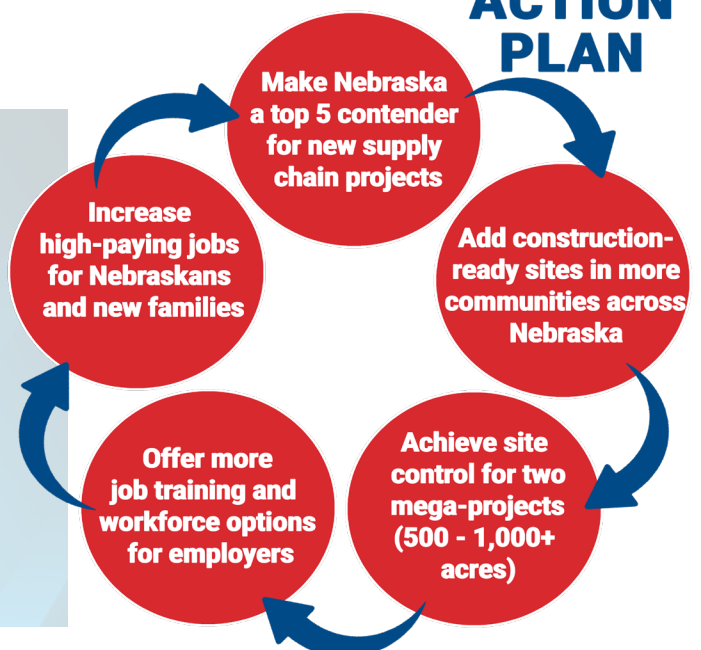 ACTION
PLAN
Make Nebraska
a top 5 contender
for new supply
chain projects
Add construction-
ready sites in more
communities across
Nebraska
Achieve site
control for two
mega-projects
(500 - 1,000+
acres)
Offer more
job training and
workforce options
for employers
Increase
high-paying jobs
for Nebraskans
and new families